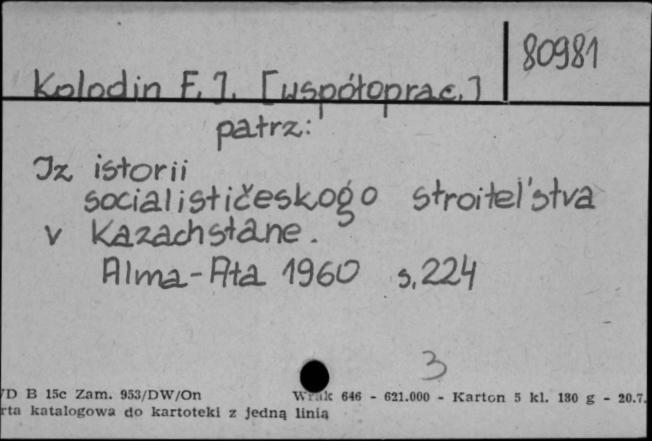 80981
Kolodin F. I. [współoprac.]
patrz:
Iz istorii
socialističeskogo stroitel'stva
v Kazachstane.
Alma-Ata 1960 s. 224
3
/D B 15c Zam. 953/DW/On W-ak 646 - 621.000 - Karton 5 kl. 180 g - 20.7.
rta katalogowa do kartoteki z jedną linią